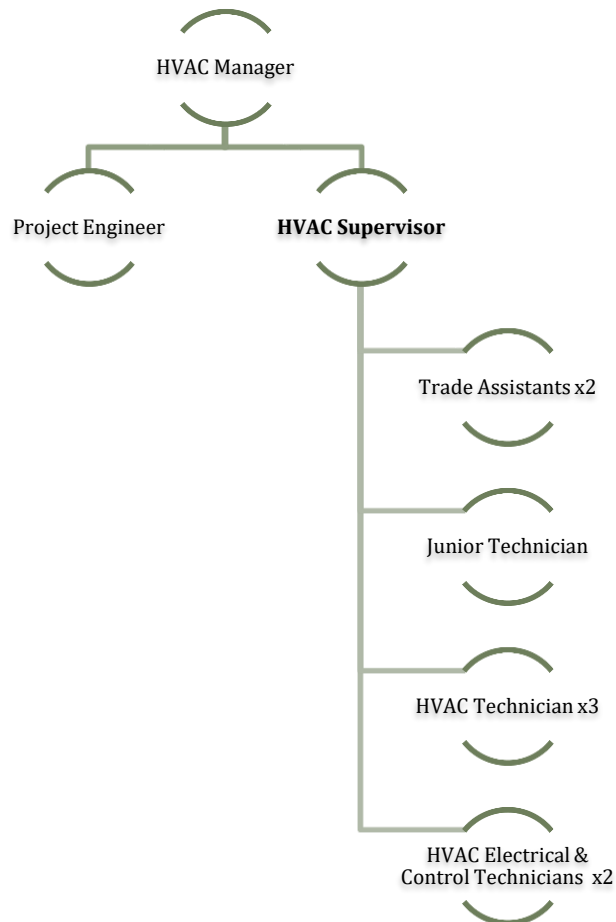 HVAC Manager
Project Engineer
HVAC Supervisor
Trade Assistants x2
Junior Technician
HVAC Technician x3
HVAC Electrical &
Control Technicians x2